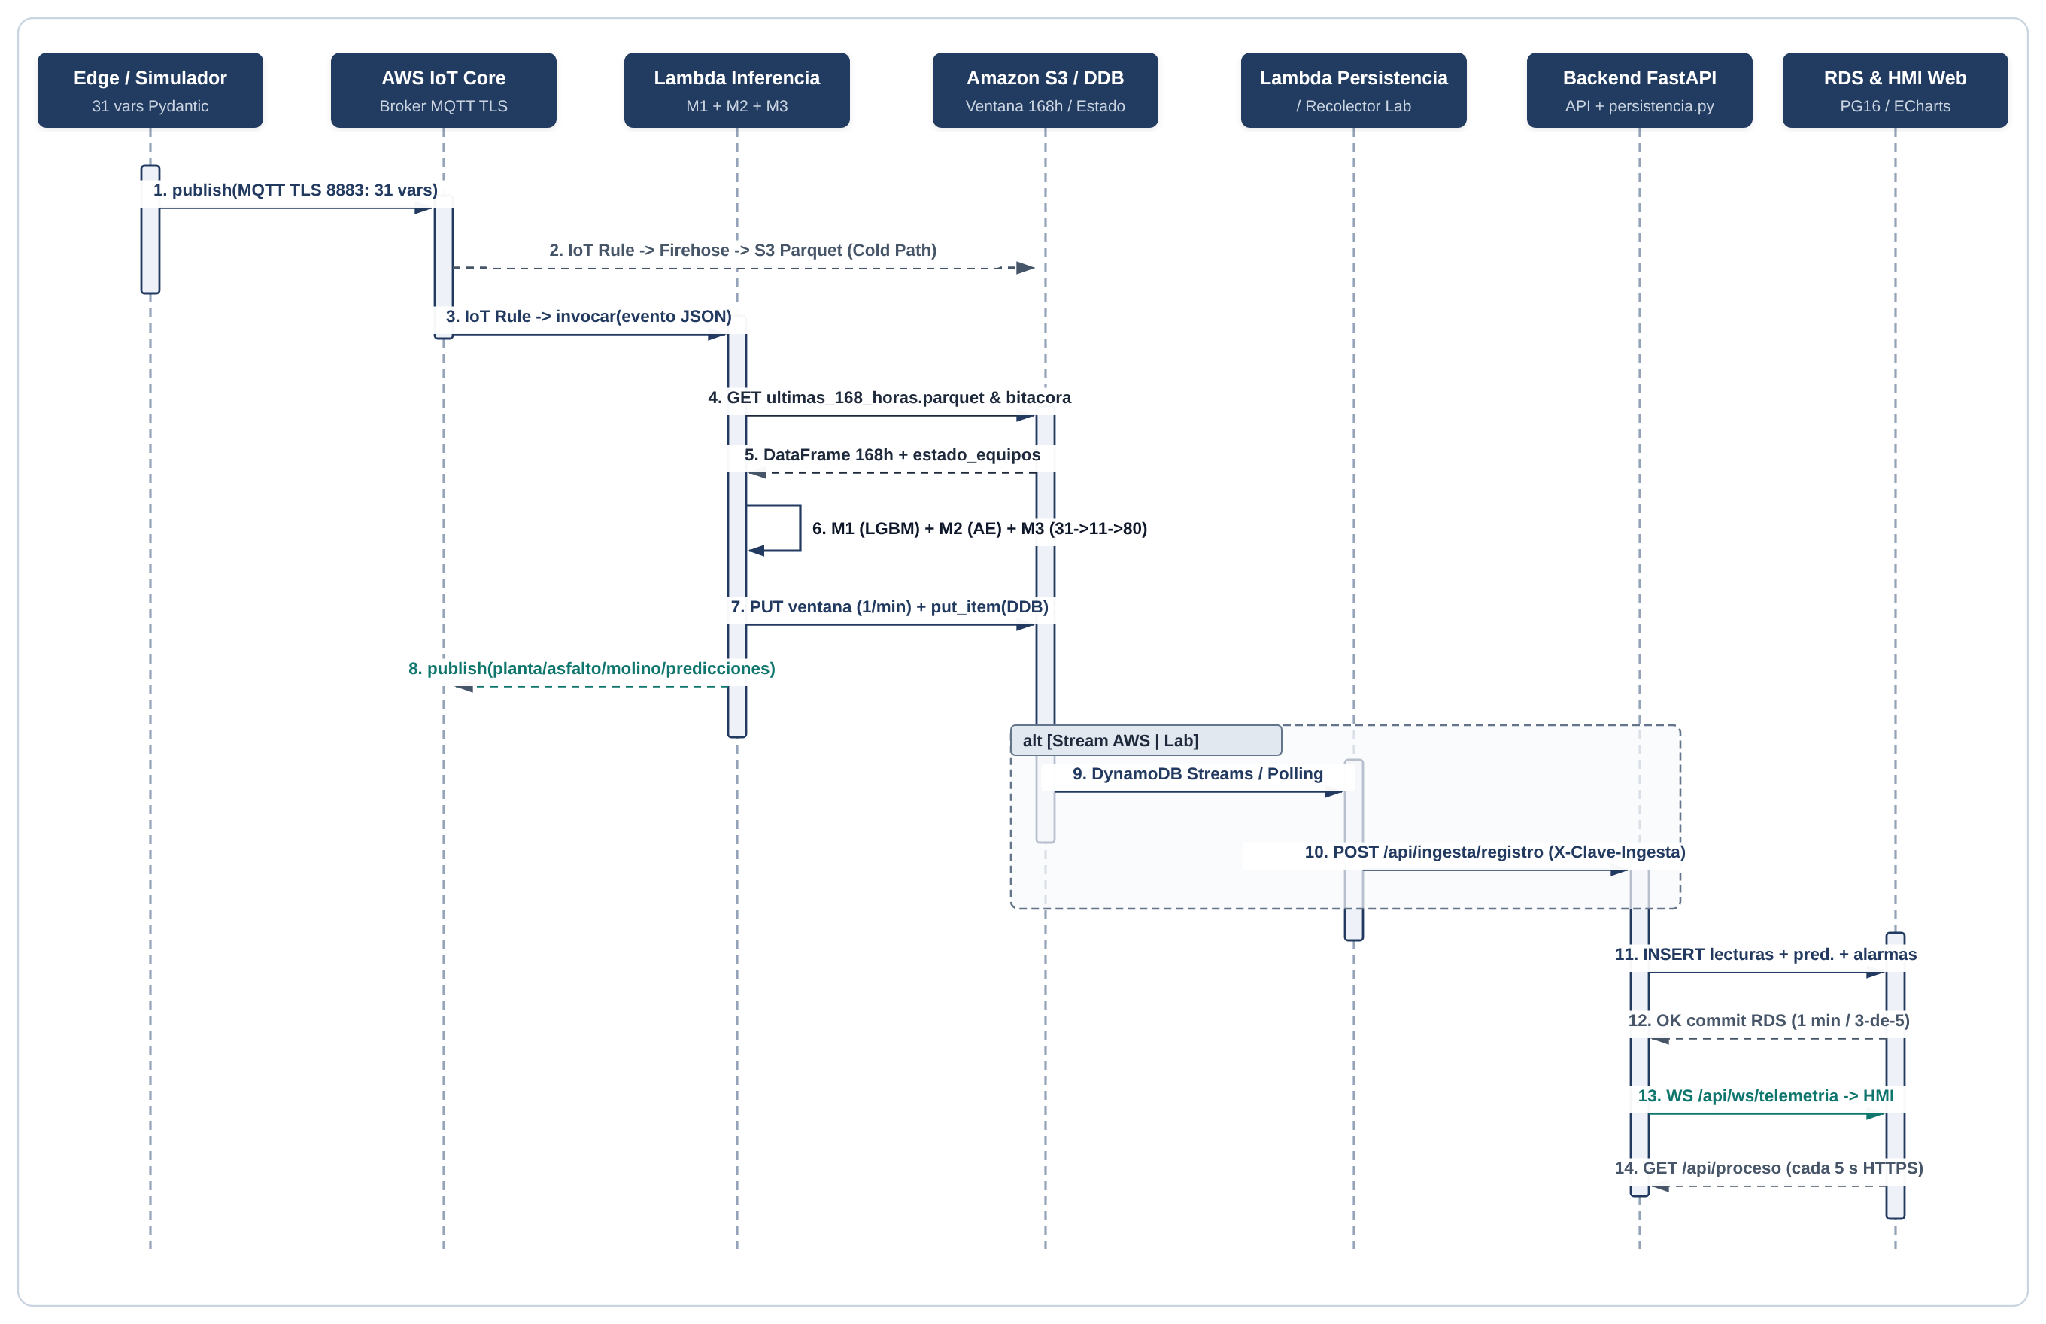 Edge / Simulador
31 vars Pydantic
AWS IoT Core
Broker MQTT TLS
Lambda Inferencia
M1 + M2 + M3
Amazon S3 / DDB
Ventana 168h / Estado
Lambda Persistencia
/ Recolector Lab
Backend FastAPI
API + persistencia.py
RDS & HMI Web
PG16 / ECharts
1. publish(MQTT TLS 8883: 31 vars)
2. IoT Rule -> Firehose -> S3 Parquet (Cold Path)
3. IoT Rule -> invocar(evento JSON)
4. GET ultimas_168_horas.parquet & bitacora
5. DataFrame 168h + estado_equipos
6. M1 (LGBM) + M2 (AE) + M3 (31->11->80)
7. PUT ventana (1/min) + put_item(DDB)
8. publish(planta/asfalto/molino/predicciones)
alt [Stream AWS | Lab]
9. DynamoDB Streams / Polling
10. POST /api/ingesta/registro (X-Clave-Ingesta)
11. INSERT lecturas + pred. + alarmas
12. OK commit RDS (1 min / 3-de-5)
13. WS /api/ws/telemetria -> HMI
14. GET /api/proceso (cada 5 s HTTPS)